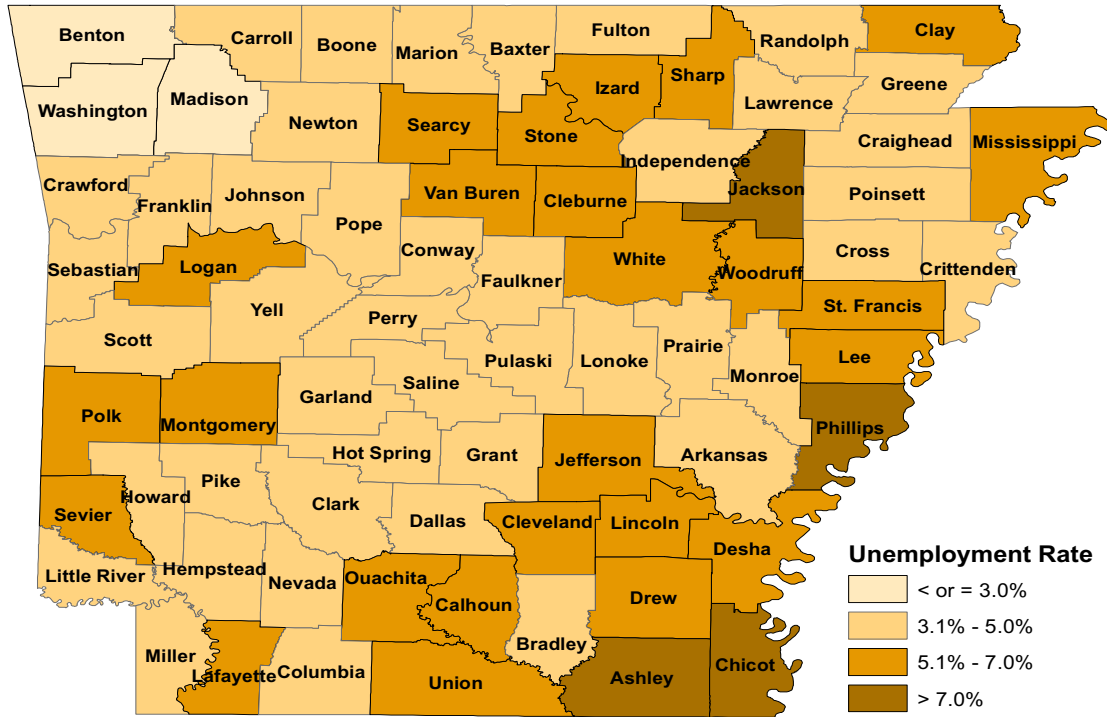 Benton
Carroll
Boone
Marion
Baxter
Fulton
Randolph
Clay
Washington
Madison
Newton
Searcy
Stone
Izard
Sharp
Lawrence
Greene
Craighead
Mississippi
Independence
Jackson
Poinsett
Crawford
Franklin
Johnson
Pope
Van Buren
Cleburne
Conway
Faulkner
White
Woodruff
Cross
Crittenden
Sebastian
Logan
Yell
Perry
St. Francis
Scott
Pulaski
Lonoke
Prairie
Monroe
Lee
Garland
Saline
Polk
Montgomery
Hot Spring
Grant
Jefferson
Arkansas
Phillips
Howard
Pike
Clark
Dallas
Cleveland
Lincoln
Desha
Sevier
Little River
Hempstead
Nevada
Ouachita
Calhoun
Bradley
Drew
Miller
Lafayette
Columbia
Union
Ashley
Chicot
Unemployment Rate
< or = 3.0%
3.1% - 5.0%
5.1% - 7.0%
> 7.0%